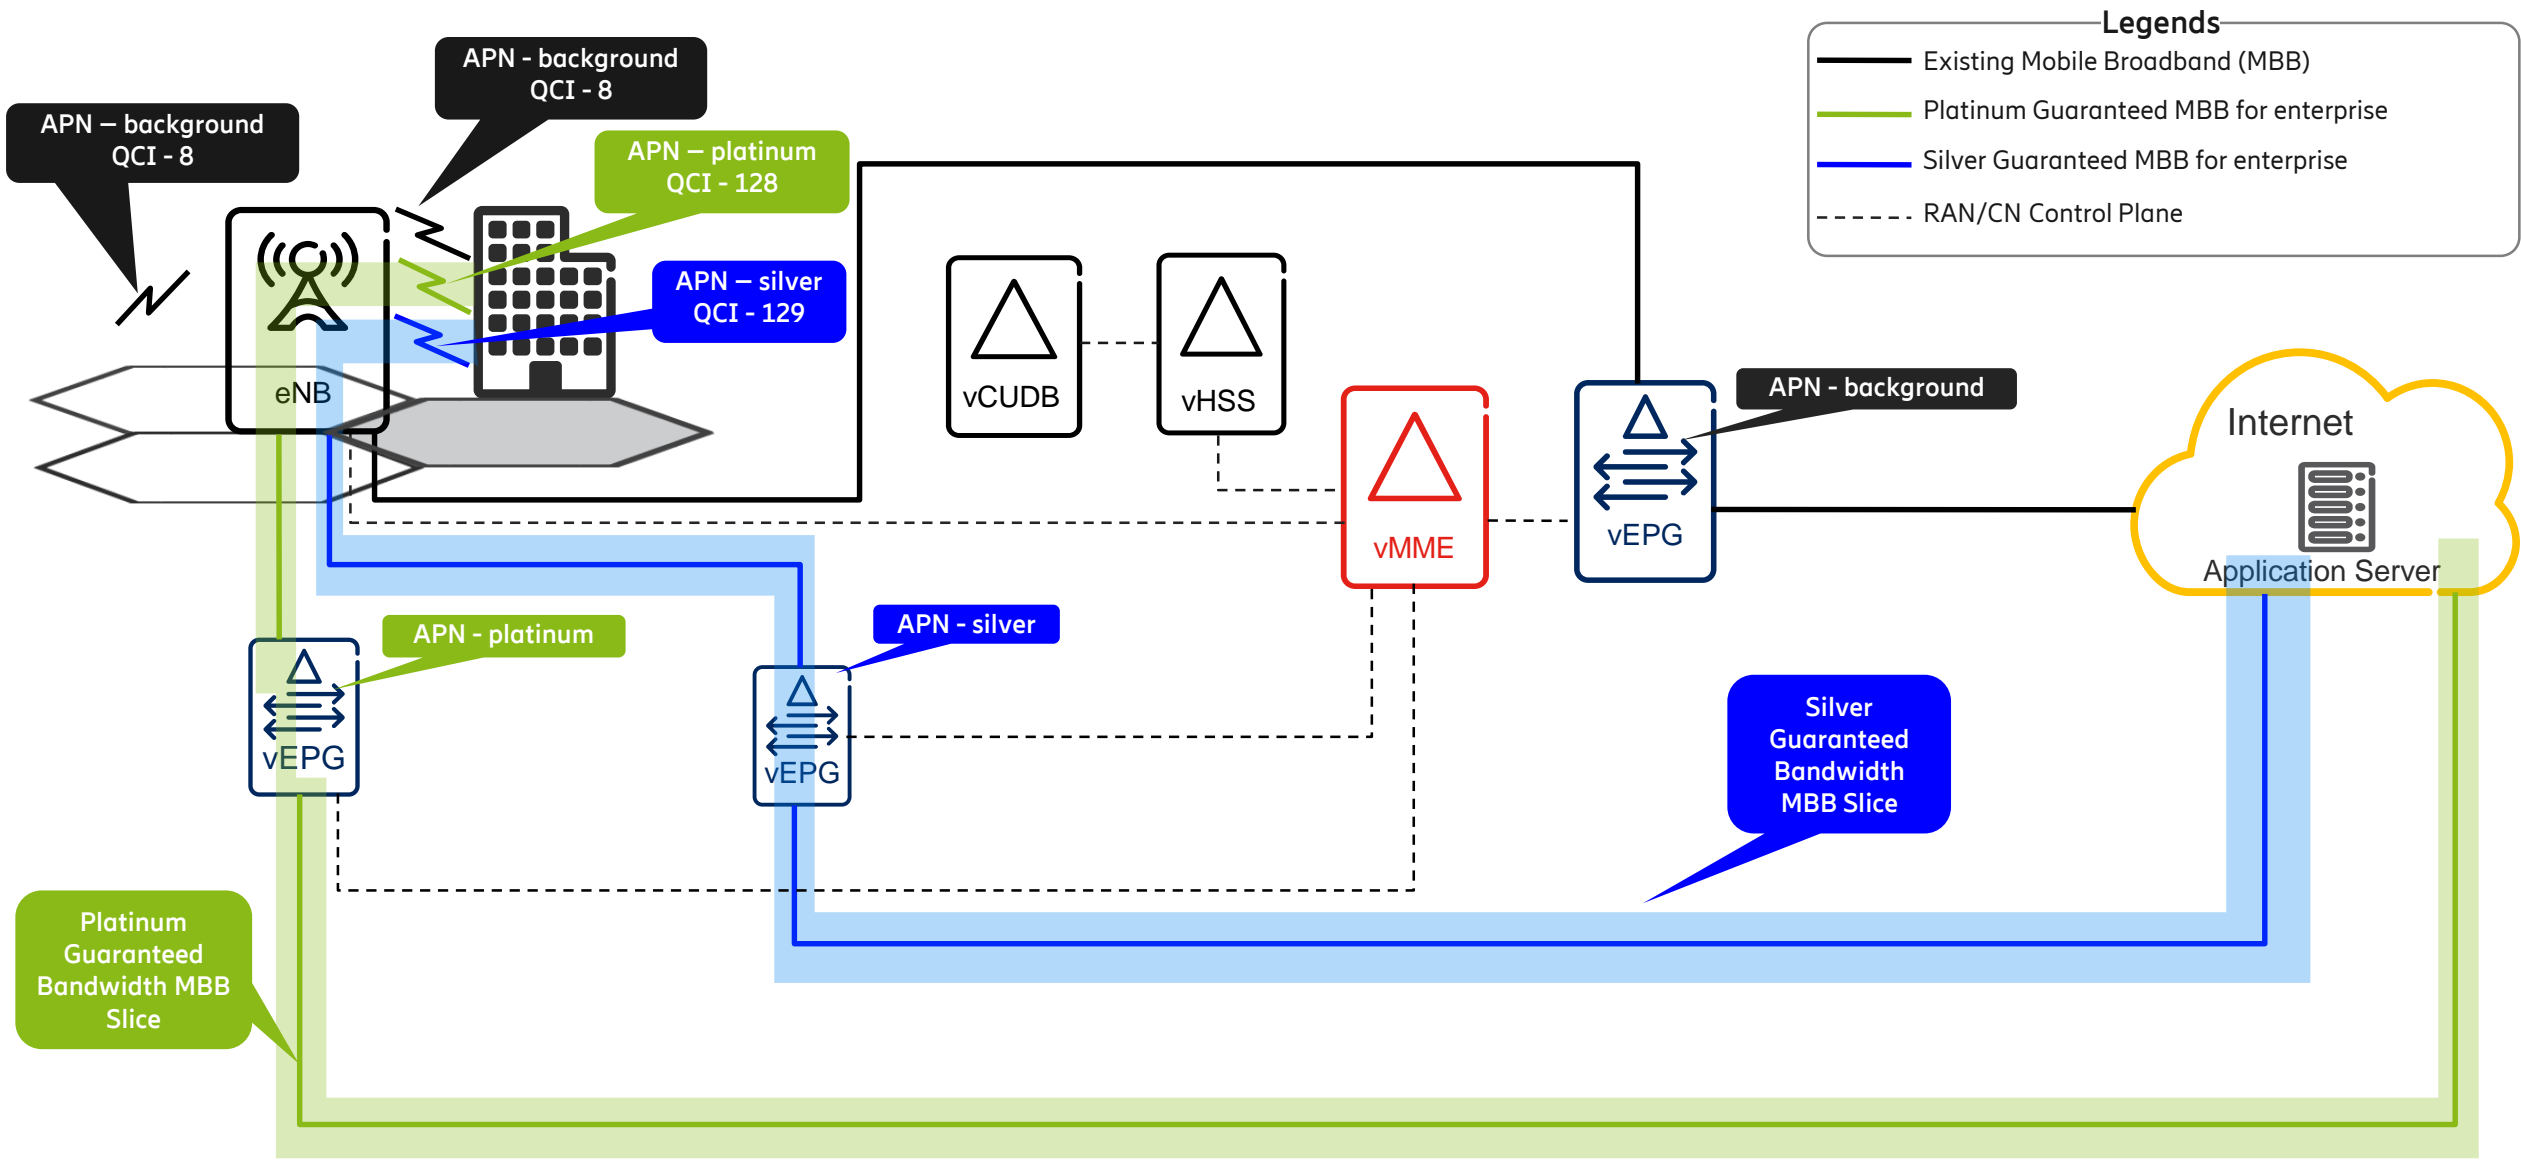 Legends
Existing Mobile Broadband (MBB)
Platinum Guaranteed MBB for enterprise
Silver Guaranteed MBB for enterprise
RAN/CN Control Plane
APN - background
QCI - 8
APN – background
QCI - 8
APN – platinum
QCI - 128
APN – silver
QCI - 129
eNB
vCUDB
vHSS
vMME
vEPG
APN - background
Internet
Application Server
APN - platinum
vEPG
APN - silver
vEPG
Silver
Guaranteed
Bandwidth
MBB Slice
Platinum
Guaranteed
Bandwidth MBB
Slice